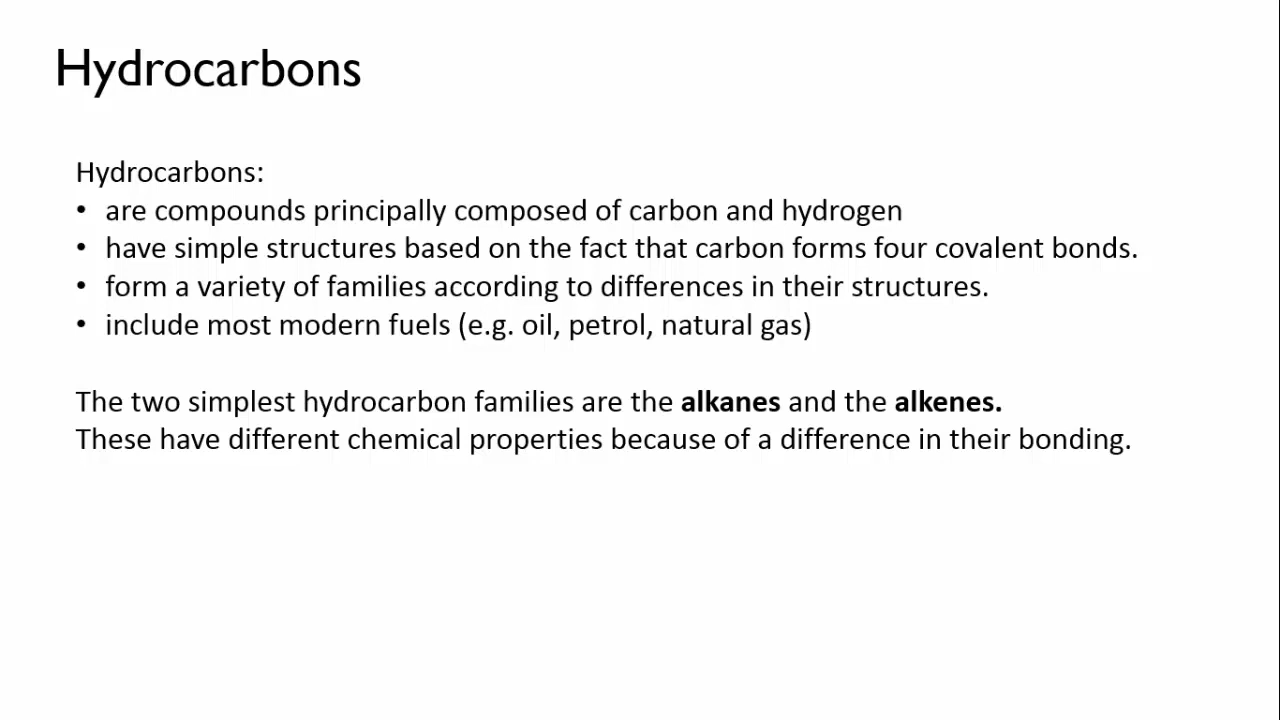 Hydrocarbons
Hydrocarbons:
• are compounds principally composed of carbon and hydrogen
• have simple structures based on the fact that carbon forms four covalent bonds.
• form a variety of families according to differences in their structures.
• include most modern fuels (e.g. oil, petrol, natural gas)
The two simplest hydrocarbon families are the alkanes and the alkenes.
These have different chemical properties because of a difference in their bonding.